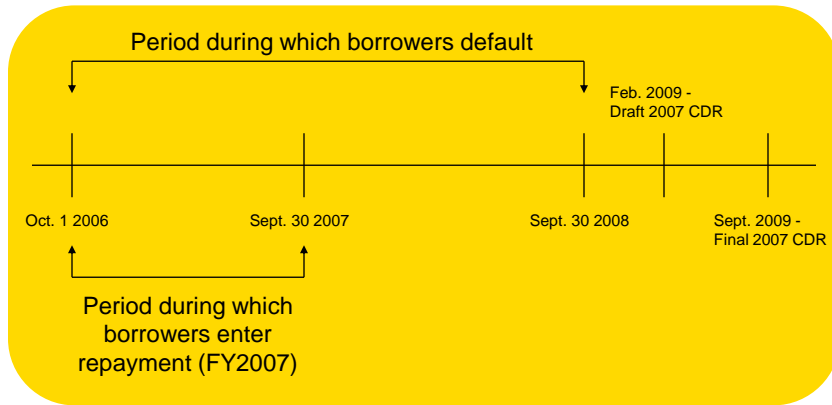 Period during which borrowers default
Feb. 2009 -
Draft 2007 CDR
Oct. 1 2006
Sept. 30 2007
Sept. 30 2008
Sept. 2009 -
Final 2007 CDR
Period during which
borrowers enter
repayment (FY2007)